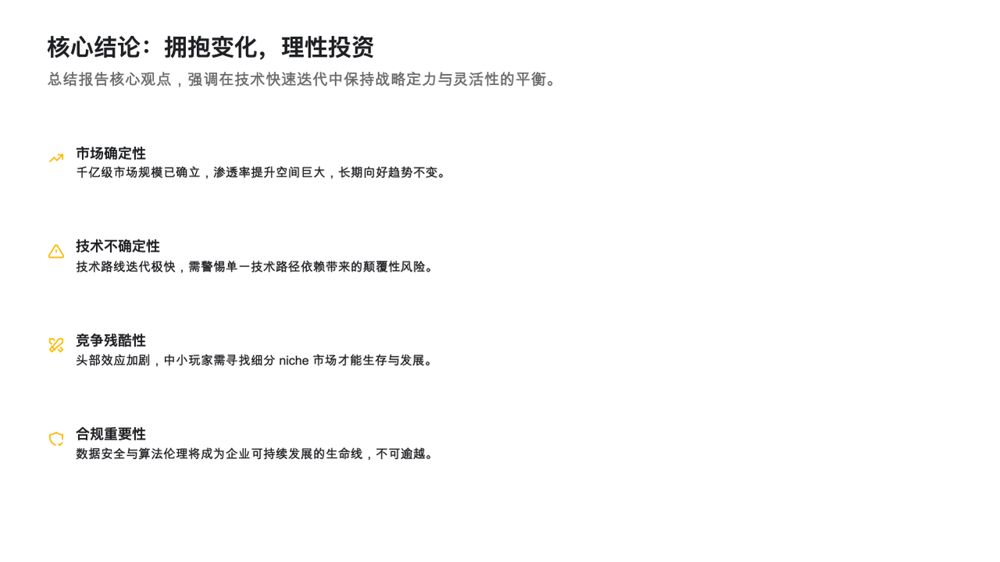 核心结论：拥抱变化，理性投资
总结报告核心观点，强调在技术快速迭代中保持战略定力与灵活性的平衡。
市场确定性
千亿级市场规模已确立，渗透率提升空间巨大，长期向好趋势不变。
技术不确定性
技术路线迭代极快，需警惕单一技术路径依赖带来的颠覆性风险。
竞争残酷性
头部效应加剧，中小玩家需寻找细分 niche 市场才能生存与发展。
合规重要性
数据安全与算法伦理将成为企业可持续发展的生命线，不可逾越。